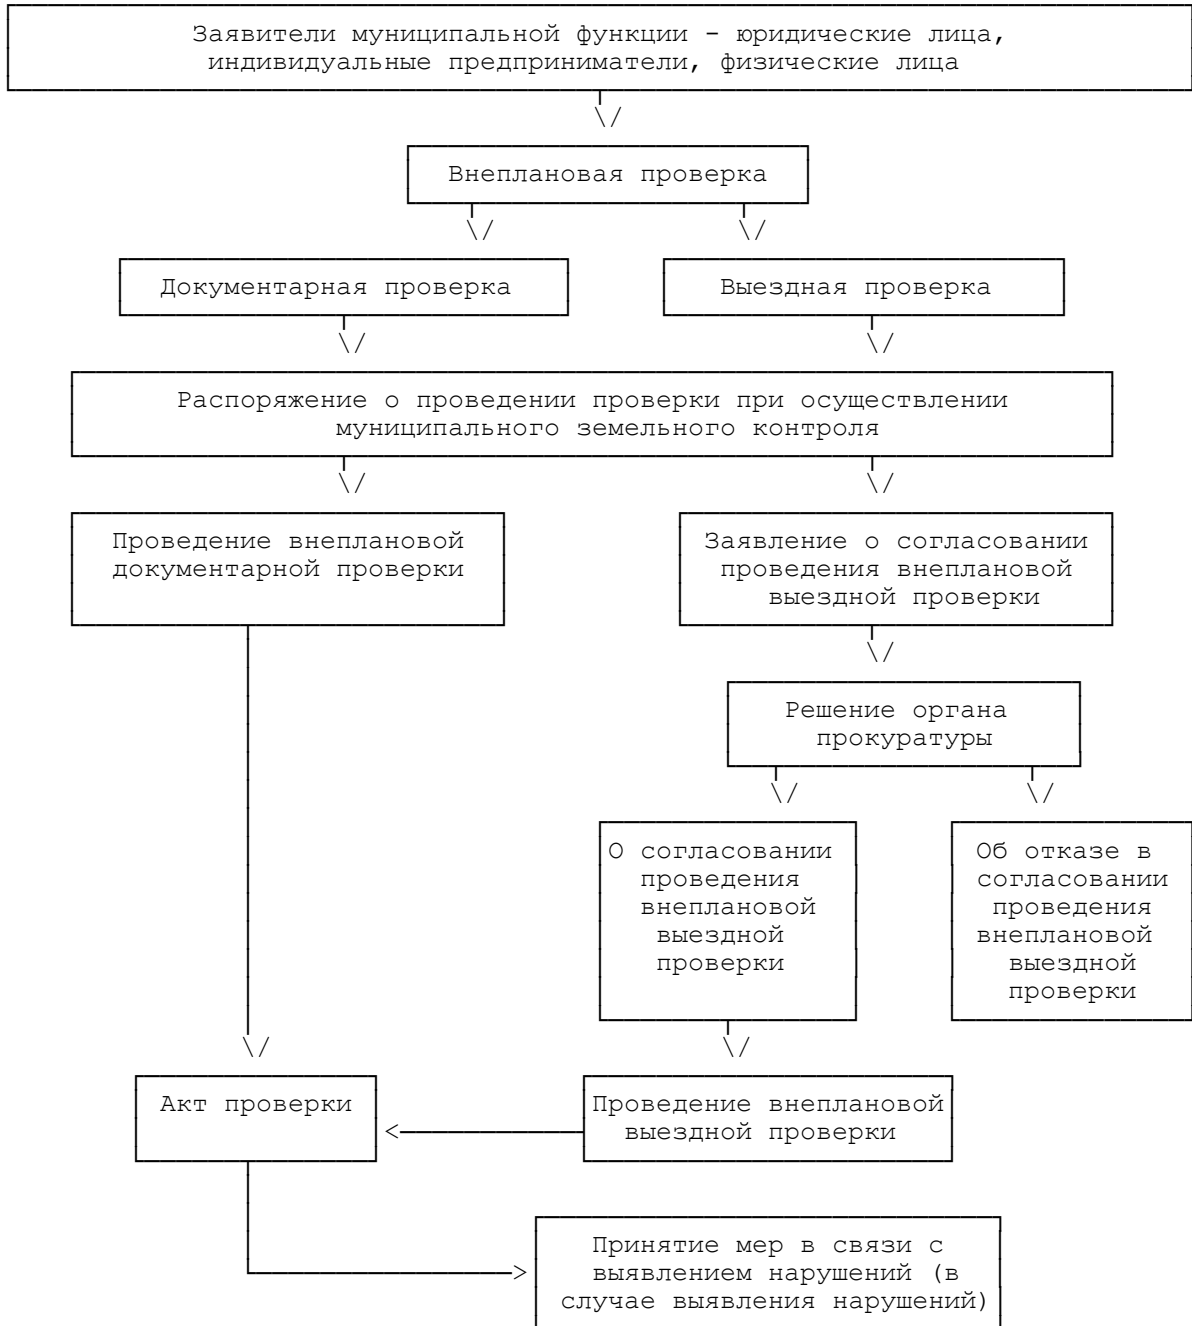 Заявители муниципальной функции - юридические лица,
индивидуальные предприниматели, физические лица
Внеплановая проверка
Документарная проверка
Выездная проверка
Распоряжение о проведении проверки при осуществлении
муниципального земельного контроля
Проведение внеплановой
документарной проверки
Заявление о согласовании
проведения внеплановой
выездной проверки
Решение органа
прокуратуры
О согласовании
проведения
внеплановой
выездной
проверки
Об отказе в
согласовании
проведения
внеплановой
выездной
проверки
Акт проверки
Проведение внеплановой
выездной проверки
Принятие мер в связи с
выявлением нарушений (в
случае выявления нарушений)